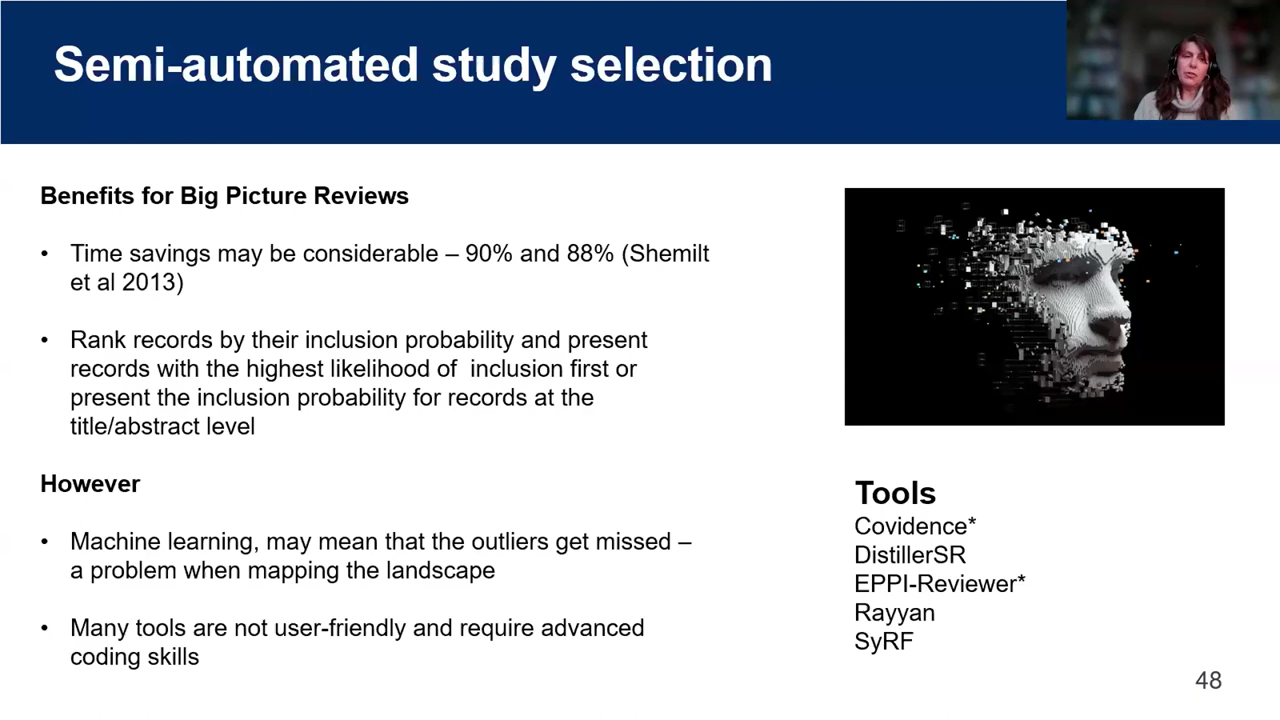 Semi-automated study selection
Benefits for Big Picture Reviews
• Time savings may be considerable – 90% and 88% (Shemilt
et al 2013)
• Rank records by their inclusion probability and present
records with the highest likelihood of  inclusion first or
present the inclusion probability for records at the
title/abstract level
However
• Machine learning, may mean that the outliers get missed –
a problem when mapping the landscape
• Many tools are not user-friendly and require advanced
coding skills
Tools
Covidence*
DistillerSR
EPPI-Reviewer*
Rayyan
SyRF
48